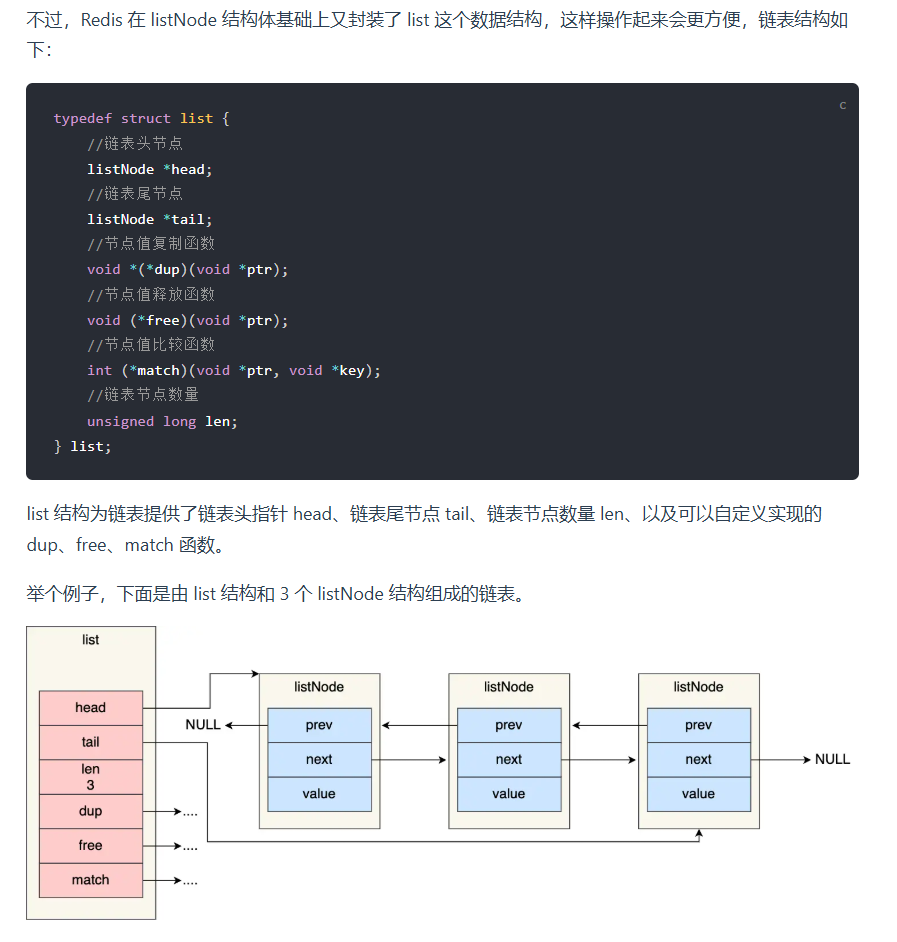 不过，Redis 在 listNode 结构体基础上又封装了 list 这个数据结构，这样操作起来会更方便，链表结构如
下：
c
typedef struct list {
    //链表头节点
    listNode *head;
    //链表尾节点
    listNode *tail;
    //节点值复制函数
    void *(*dup)(void *ptr);
    //节点值释放函数
    void (*free)(void *ptr);
    //节点值比较函数
    int (*match)(void *ptr, void *key);
    //链表节点数量
    unsigned long len;
} list;
list 结构为链表提供了链表头指针 head、链表尾节点 tail、链表节点数量 len、以及可以自定义实现的
dup、free、match 函数。
举个例子，下面是由 list 结构和 3 个 listNode 结构组成的链表。
list
head
tail
len
3
dup
free
match
....
....
....
NULL
listNode
prev
next
value
listNode
prev
next
value
listNode
prev
next
value
NULL